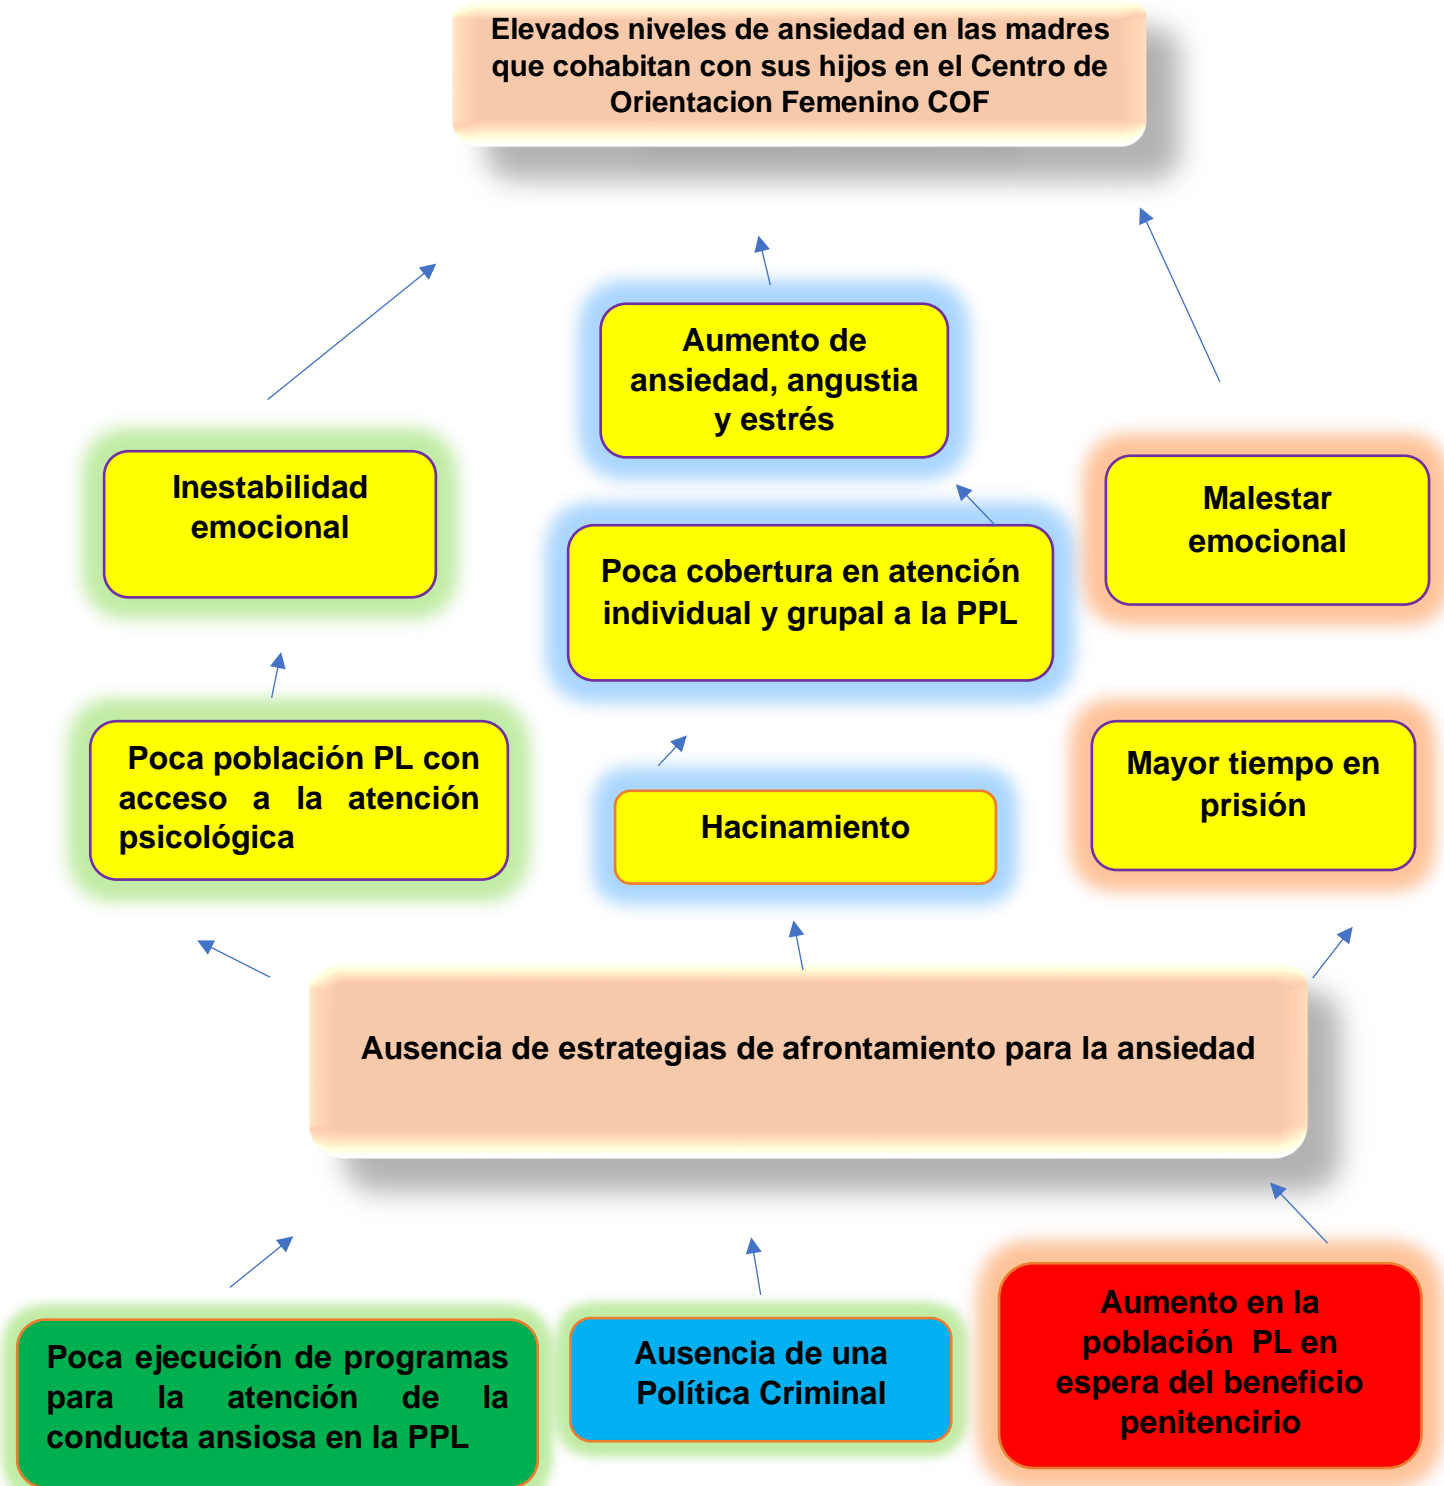 Elevados niveles de ansiedad en las madres
que cohabitan con sus hijos en el Centro de
Orientacion Femenino COF
Aumento de
ansiedad, angustia
y estrés
Inestabilidad
emocional
Malestar
emocional
Poca cobertura en atención
individual y grupal a la PPL
Poca población PL con
acceso a la atención
psicológica
Mayor tiempo en
prisión
Hacinamiento
Ausencia de estrategias de afrontamiento para la ansiedad
Poca ejecución de programas
para la atención de la
conducta ansiosa en la PPL
Ausencia de una
Política Criminal
Aumento en la
población PL en
espera del beneficio
penitencirio